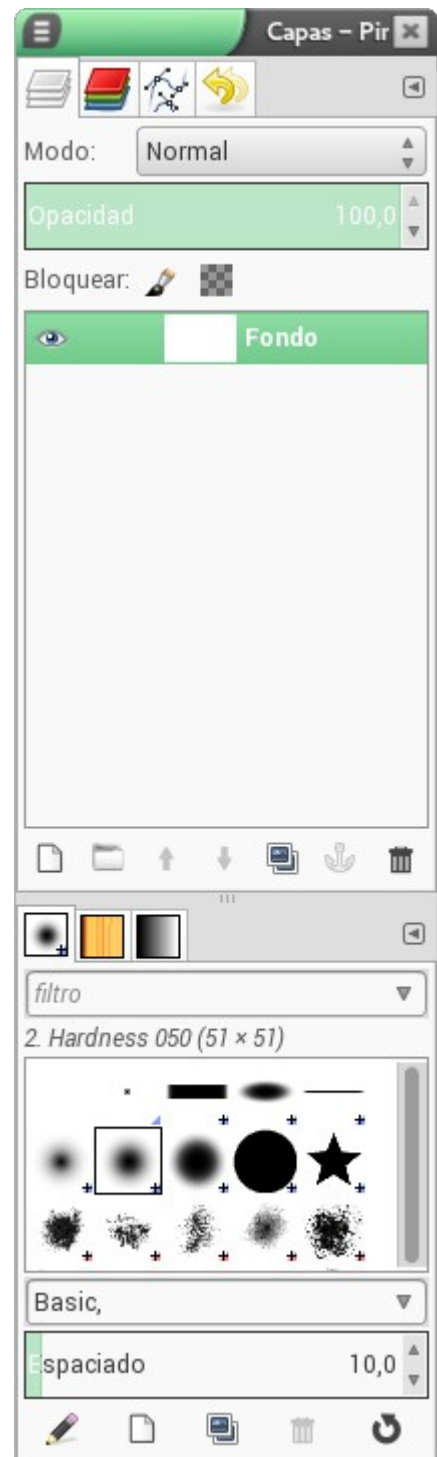 Capas – Pir
Modo: Normal
Opacidad 100,0
Bloquear:
Fondo
filtro
2. Hardness 050 (51 × 51)
Basic,
Espaciado 10,0